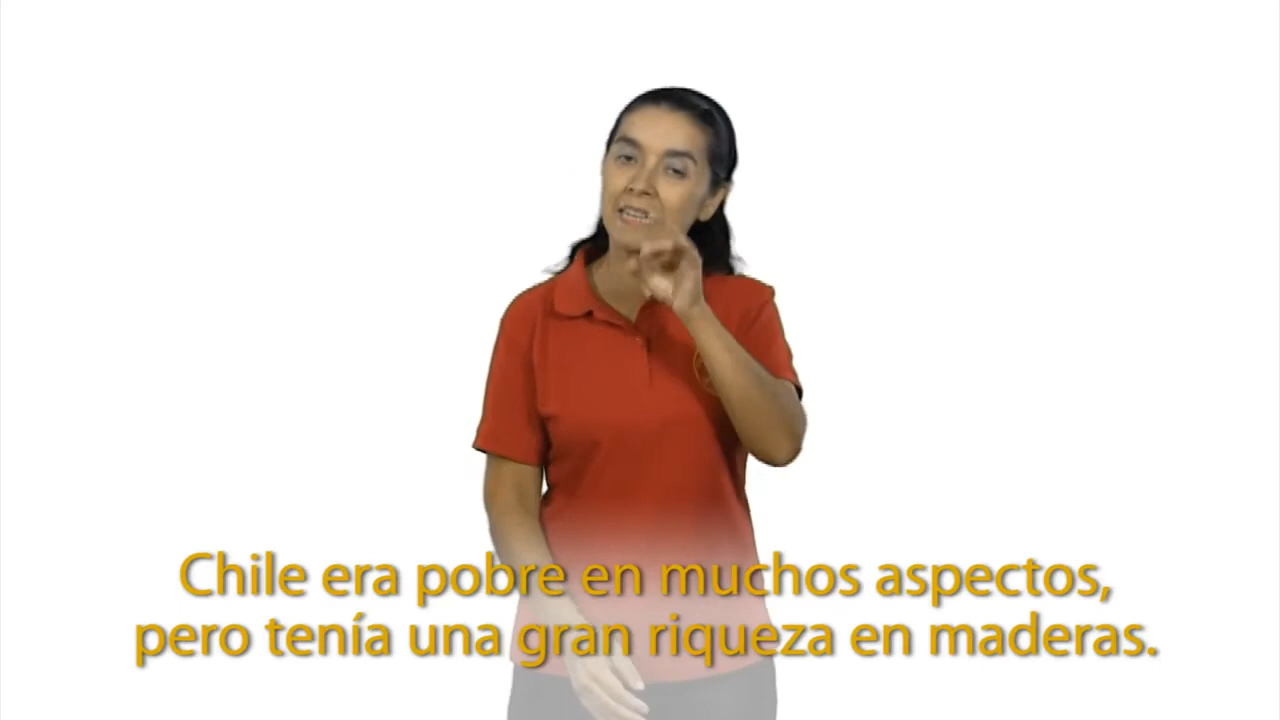 Chile era pobre en muchos aspectos,
pero tenía una gran riqueza en maderas.